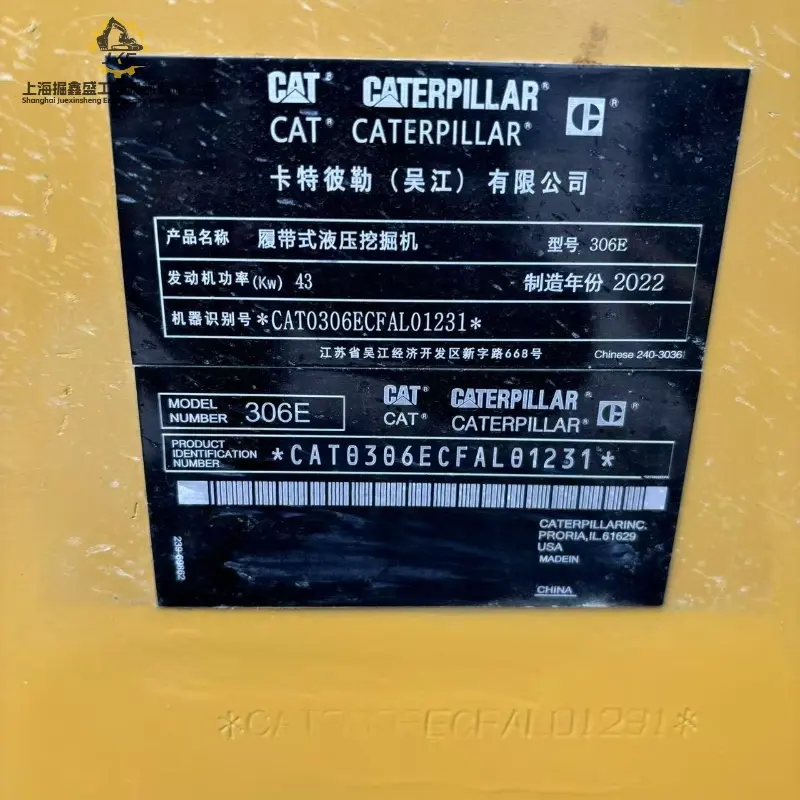 上海掘鑫盛工
Shanghai Juexinsheng
CAT® CATERPILLAR®
CAT® CATERPILLAR®
卡特彼勒（吴江）有限公司
产品名称 履带式液压挖掘机 型号 306E
发动机功率(Kw) 43 制造年份 2022
机器识别号 *CAT0306ECFAL01231*
江苏省吴江经济开发区新字路668号 Chinese 240-3036
MODEL NUMBER 306E
CAT® CATERPILLAR®
CAT® CATERPILLAR®
PRODUCT
IDENTIFICATION
NUMBER *CAT0306ECFAL01231*
CATERPILLARINC.
PRORIA,IL.61629
USA
MADEIN
CHINA
239-69862